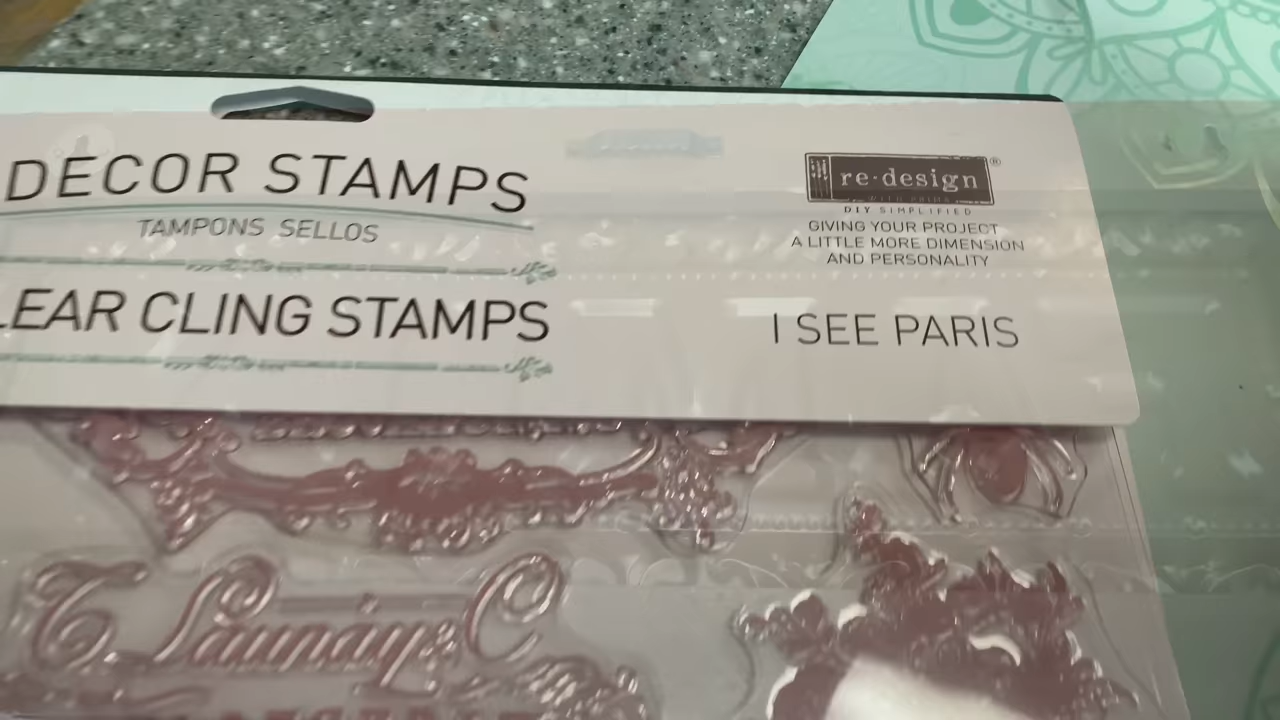 DECOR STAMPS
TAMPONS SELLOS
LEAR CLING STAMPS
re·design
®
DIY SIMPLIFIED
GIVING YOUR PROJECT
A LITTLE MORE DIMENSION
AND PERSONALITY
I SEE PARIS